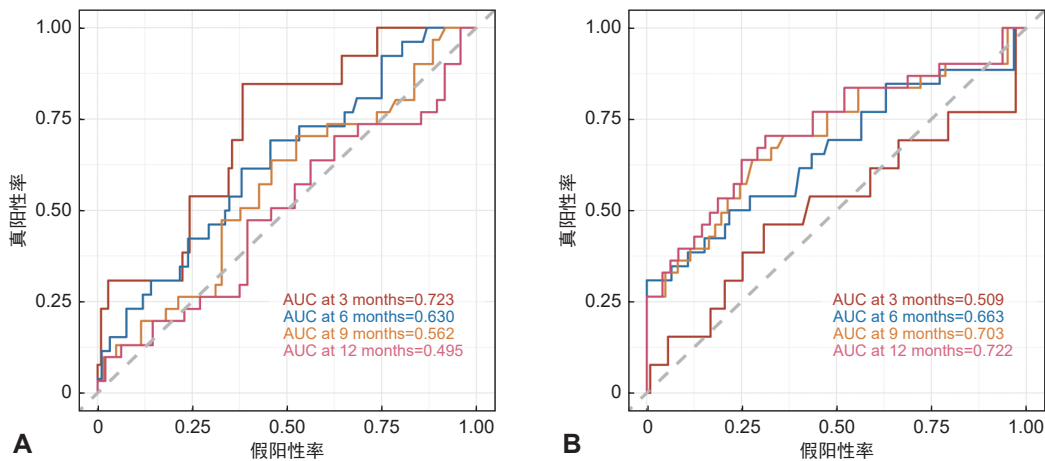 1.00
0.75
0.50
0.25
0
真阳性率
AUC at 3 months=0.723
AUC at 6 months=0.630
AUC at 9 months=0.562
AUC at 12 months=0.495
0 0.25 0.50 0.75 1.00
假阳性率
A
1.00
0.75
0.50
0.25
0
真阳性率
AUC at 3 months=0.509
AUC at 6 months=0.663
AUC at 9 months=0.703
AUC at 12 months=0.722
0 0.25 0.50 0.75 1.00
假阳性率
B